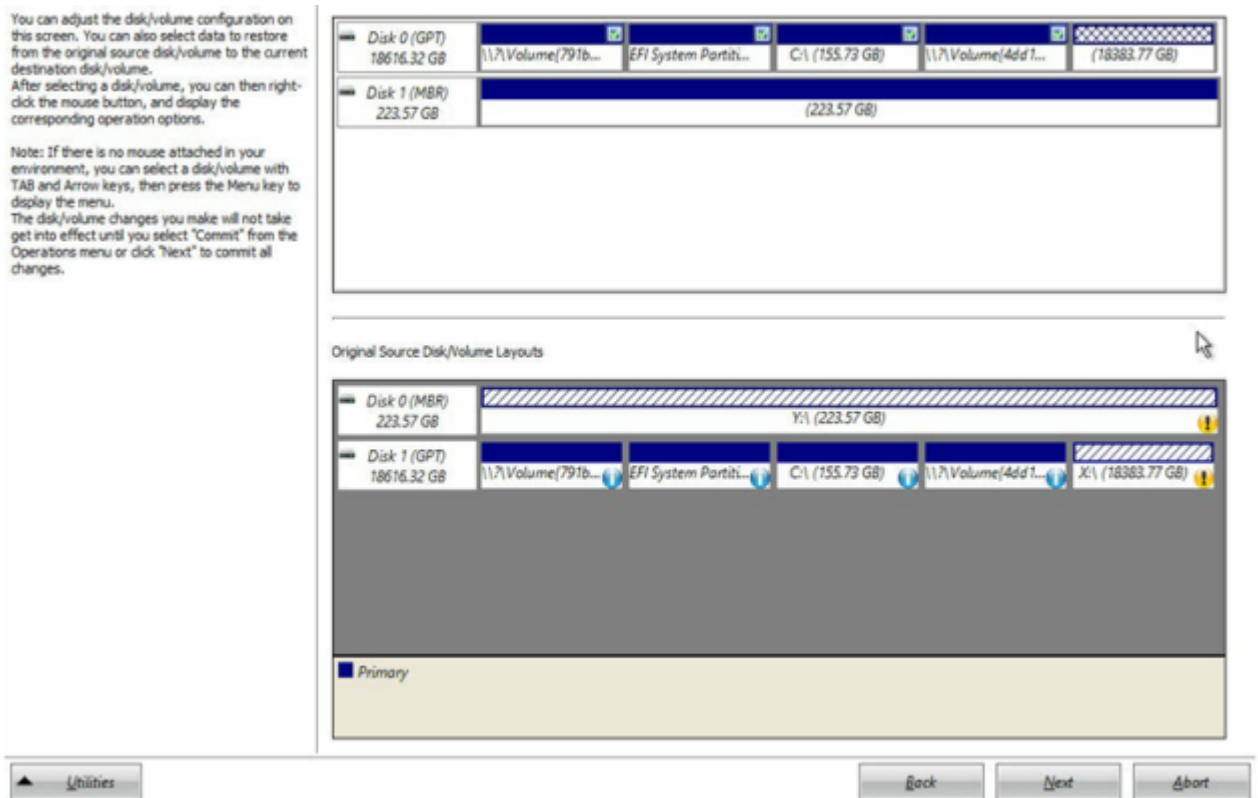 You can adjust the disk/volume configuration on
this screen. You can also select data to restore
from the original source disk/volume to the current
destination disk/volume.
After selecting a disk/volume, you can then right-
click the mouse button, and display the
corresponding operation options.
Note: If there is no mouse attached in your
environment, you can select a disk/volume with
TAB and Arrow keys, then press the Menu key to
display the menu.
The disk/volume changes you make will not take
get into effect until you select "Commit" from the
Operations menu or click "Next" to commit all
changes.
Disk 0 (GPT)
18616.32 GB
\\?\Volume{791b...
EFI System Partiti...
C:\ (155.73 GB)
\\?\Volume{4dd1...
(18383.77 GB)
Disk 1 (MBR)
223.57 GB
(223.57 GB)
Original Source Disk/Volume Layouts
Disk 0 (MBR)
223.57 GB
Y:\ (223.57 GB)
Disk 1 (GPT)
18616.32 GB
\\?\Volume{791b...
EFI System Partiti...
C:\ (155.73 GB)
\\?\Volume{4dd1...
X:\ (18383.77 GB)
Primary
Utilities
Back
Next
Abort